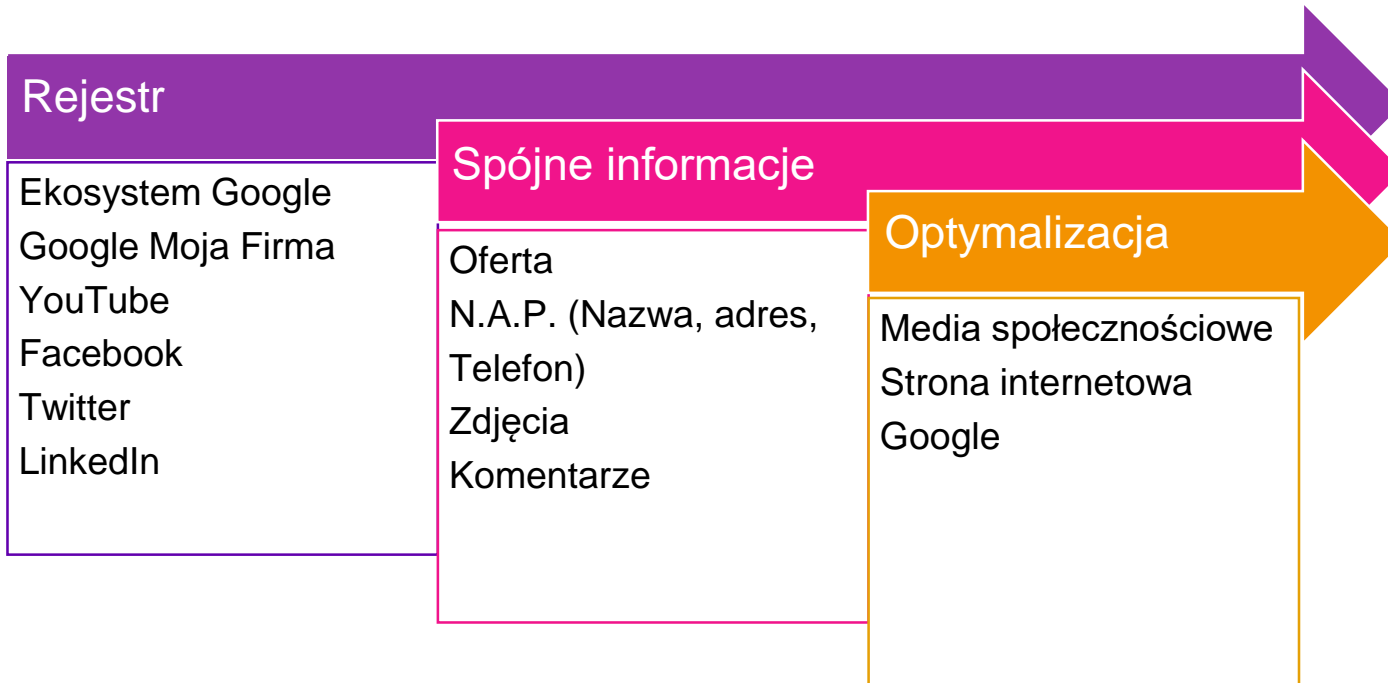 Rejestr
Ekosystem Google
Google Moja Firma
YouTube
Facebook
Twitter
LinkedIn
Spójne informacje
Oferta
N.A.P. (Nazwa, adres,
Telefon)
Zdjęcia
Komentarze
Optymalizacja
Media społecznościowe
Strona internetowa
Google